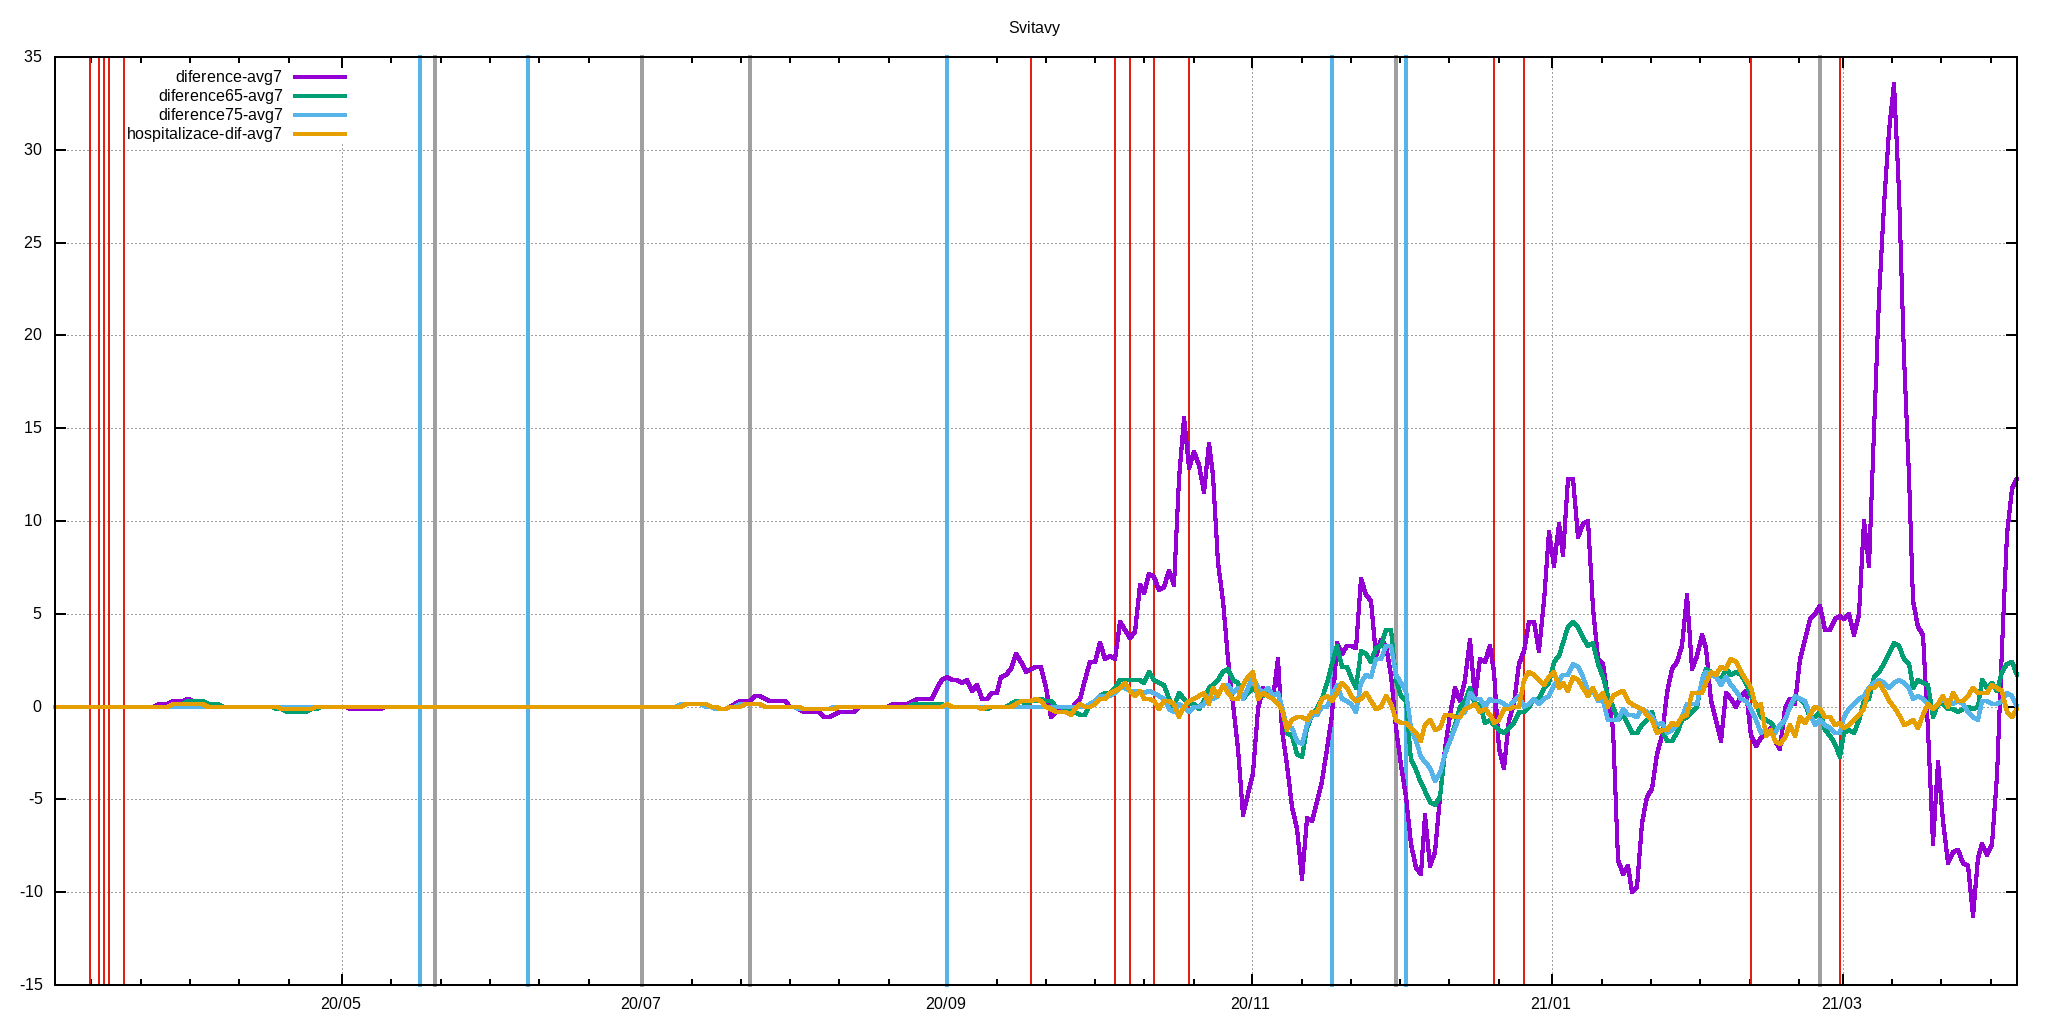 Svitavy
35
30
25
20
15
10
5
0
-5
-10
-15
diference-avg7
diference65-avg7
diference75-avg7
hospitalizace-dif-avg7
20/05 20/07 20/09 20/11 21/01 21/03